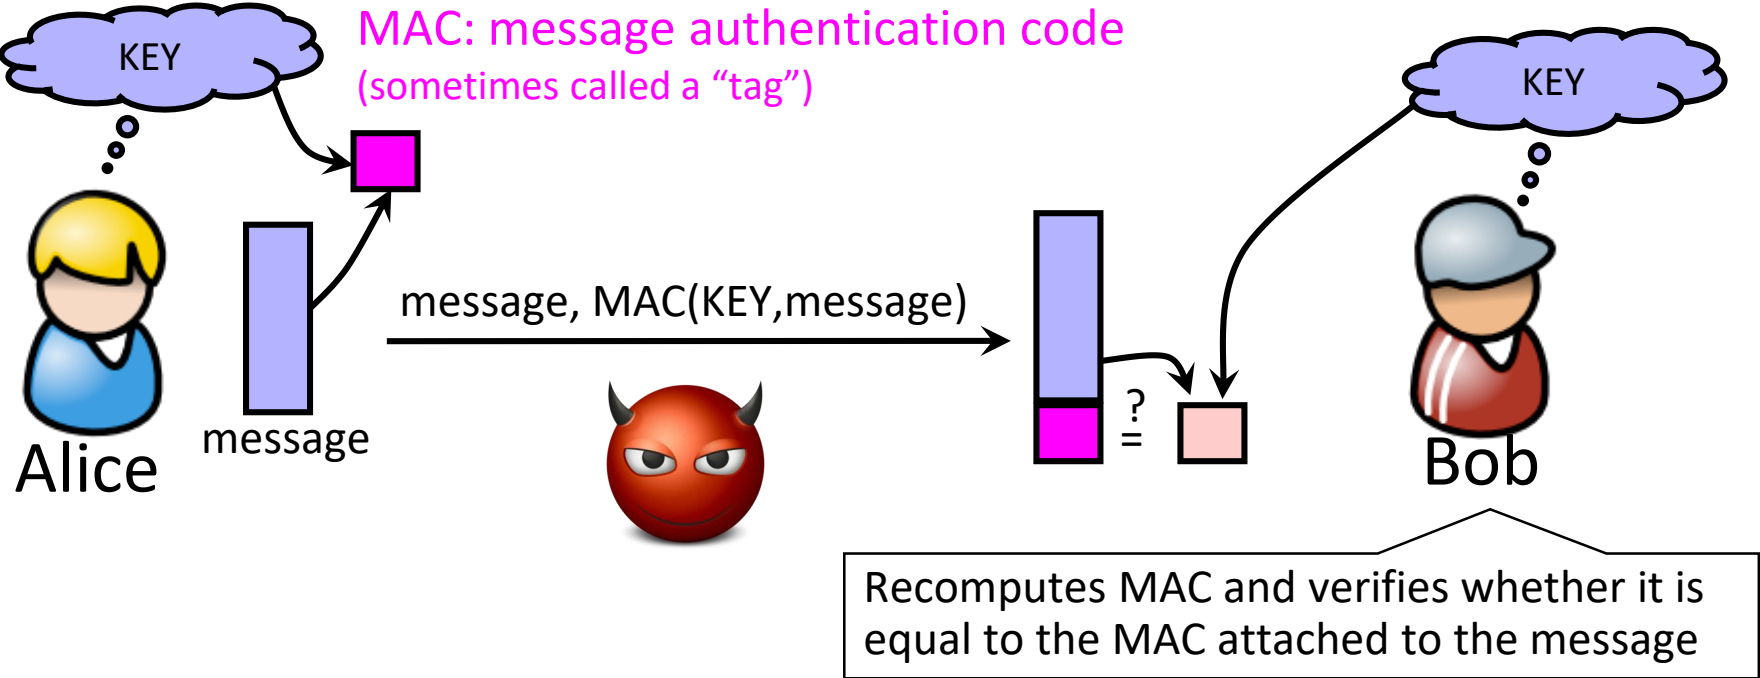 MAC: message authentication code
(sometimes called a “tag”)
KEY
KEY
message, MAC(KEY,message)
message
?
=
Alice
Bob
Recomputes MAC and verifies whether it is
equal to the MAC attached to the message